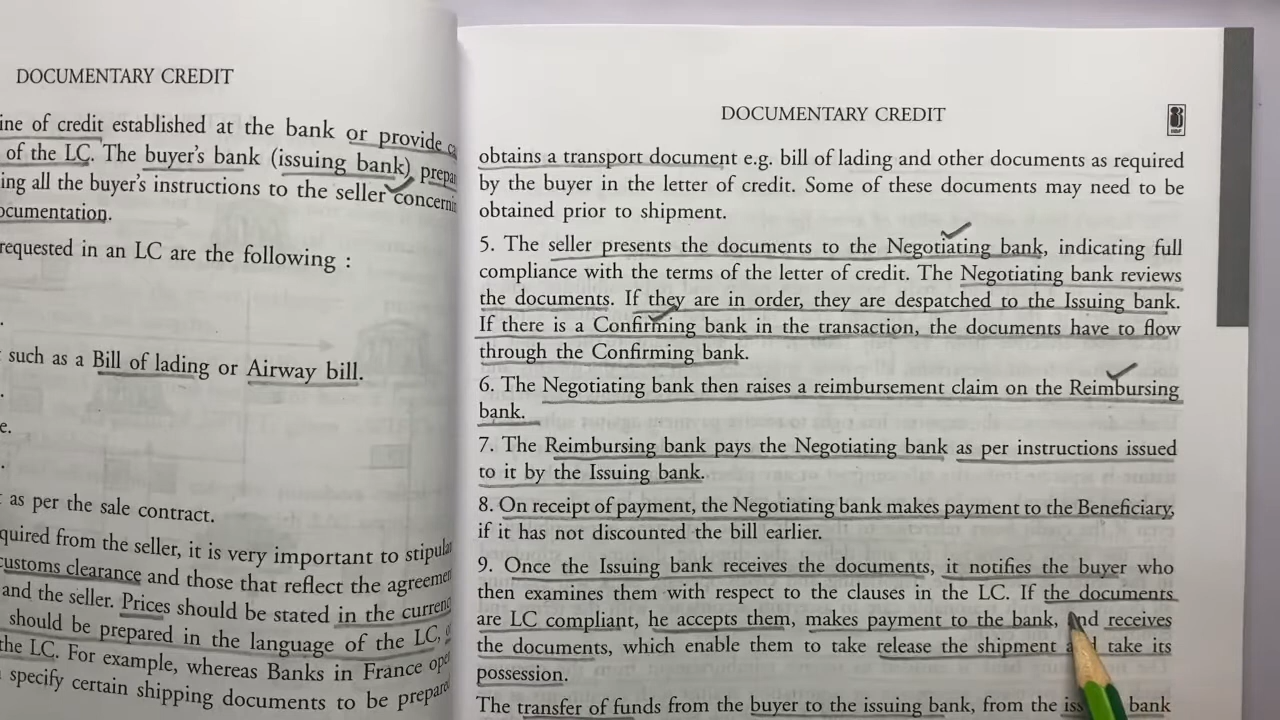 DOCUMENTARY CREDIT
ine of credit established at the bank or provide
of the LC. The buyer's bank (issuing bank), prepar
ing all the buyer's instructions to the seller concerni
ocumentation.
requested in an LC are the following :
such as a Bill of lading or Airway bill.
e.
as per the sale contract.
quired from the seller, it is very important to stipula
customs clearance and those that reflect the agreemen
and the seller. Prices should be stated in the currenc
should be prepared in the language of the LC,
the LC. For example, whereas Banks in France ope
specify certain shipping documents to be prepared
DOCUMENTARY CREDIT
obtains a transport document e.g. bill of lading and other documents as required
by the buyer in the letter of credit. Some of these documents may need to be
obtained prior to shipment.
5. The seller presents the documents to the Negotiating bank, indicating full
compliance with the terms of the letter of credit. The Negotiating bank reviews
the documents. If they are in order, they are despatched to the Issuing bank.
If there is a Confirming bank in the transaction, the documents have to flow
through the Confirming bank.
6. The Negotiating bank then raises a reimbursement claim on the Reimbursing
bank.
7. The Reimbursing bank pays the Negotiating bank as per instructions issued
to it by the Issuing bank.
8. On receipt of payment, the Negotiating bank makes payment to the Beneficiary,
if it has not discounted the bill earlier.
9. Once the Issuing bank receives the documents, it notifies the buyer who
then examines them with respect to the clauses in the LC. If the documents
are LC compliant, he accepts them, makes payment to the bank, and receives
the documents, which enable them to take release the shipment and take its
possession.
The transfer of funds from the buyer to the issuing bank, from the bank